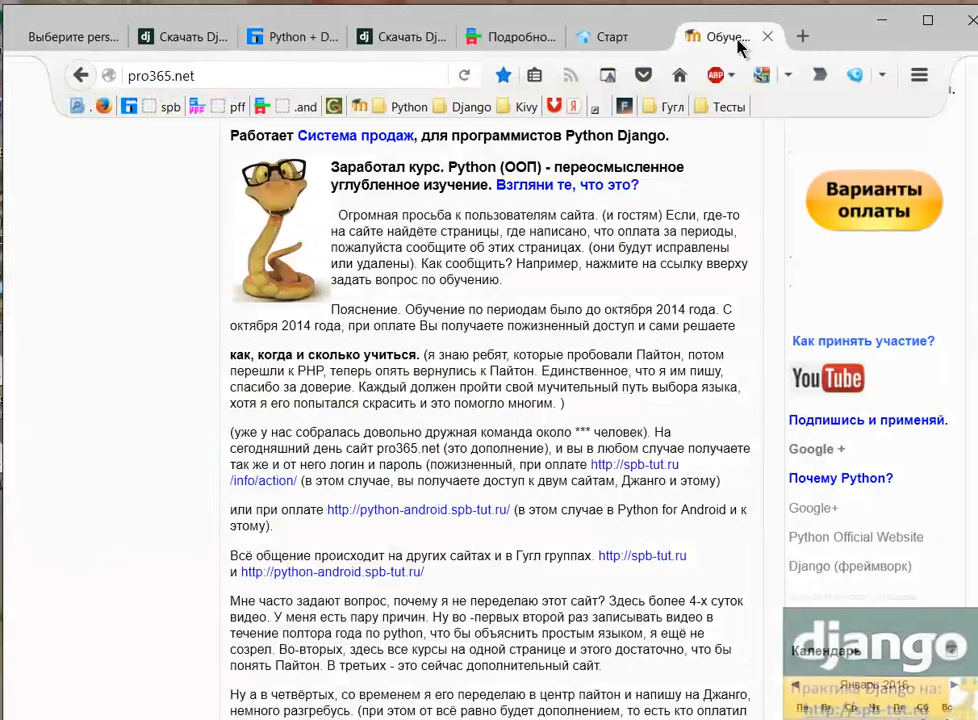 Выберите pers...
Скачать Dj...
Python + D...
Скачать Dj...
Подробно...
Старт
Обуче...
pro365.net
ABP
spb
pff
.and
Python
Django
Kivy
Гугл
Тесты
Работает Система продаж, для программистов Python Django.
Заработал курс. Python (ООП) - переосмысленное
углубленное изучение. Взгляни те, что это?
Огромная просьба к пользователям сайта. (и гостям) Если, где-то
на сайте найдёте страницы, где написано, что оплата за периоды,
пожалуйста сообщите об этих страницах. (они будут исправлены
или удалены). Как сообщить? Например, нажмите на ссылку вверху
задать вопрос по обучению.
Пояснение. Обучение по периодам было до октября 2014 года. С
октября 2014 года, при оплате Вы получаете пожизненный доступ и сами решаете
как, когда и сколько учиться. (я знаю ребят, которые пробовали Пайтон, потом
перешли к PHP, теперь опять вернулись к Пайтон. Единственное, что я им пишу,
спасибо за доверие. Каждый должен пройти свой мучительный путь выбора языка,
хотя я его попытался скрасить и это помогло многим. )
(уже у нас собралась довольно дружная команда около *** человек). На
сегодняшний день сайт pro365.net (это дополнение), и вы в любом случае получаете
так же и от него логин и пароль (пожизненный, при оплате http://spb-tut.ru
/info/action/ (в этом случае, вы получаете доступ к двум сайтам, Джанго и этому)
или при оплате http://python-android.spb-tut.ru/ (в этом случае в Python for Android и к
этому).
Всё общение происходит на других сайтах и в Гугл группах. http://spb-tut.ru
и http://python-android.spb-tut.ru/
Мне часто задают вопрос, почему я не переделаю этот сайт? Здесь более 4-х суток
видео. У меня есть пару причин. Ну во -первых второй раз записывать видео в
течение полтора года по python, что бы объяснить простым языком, я ещё не
созрел. Во-вторых, здесь все курсы на одной странице и этого достаточно, что бы
понять Пайтон. В третьих - это сейчас дополнительный сайт.
Ну а в четвёртых, со временем я его переделаю в центр пайтон и напишу на Джанго,
немного разгребусь. (при этом от всё равно будет дополнением, то есть кто оплатил
Варианты
оплаты
Как принять участие?
YouTube
Подпишись и применяй.
Google +
Почему Python?
Google+
Python Official Website
Django (фреймворк)
django
Календарь
Январь 2016
Практика Django на:
Пн Вт Ср Чт Пт Сб Вс
http://spb-tut.ru